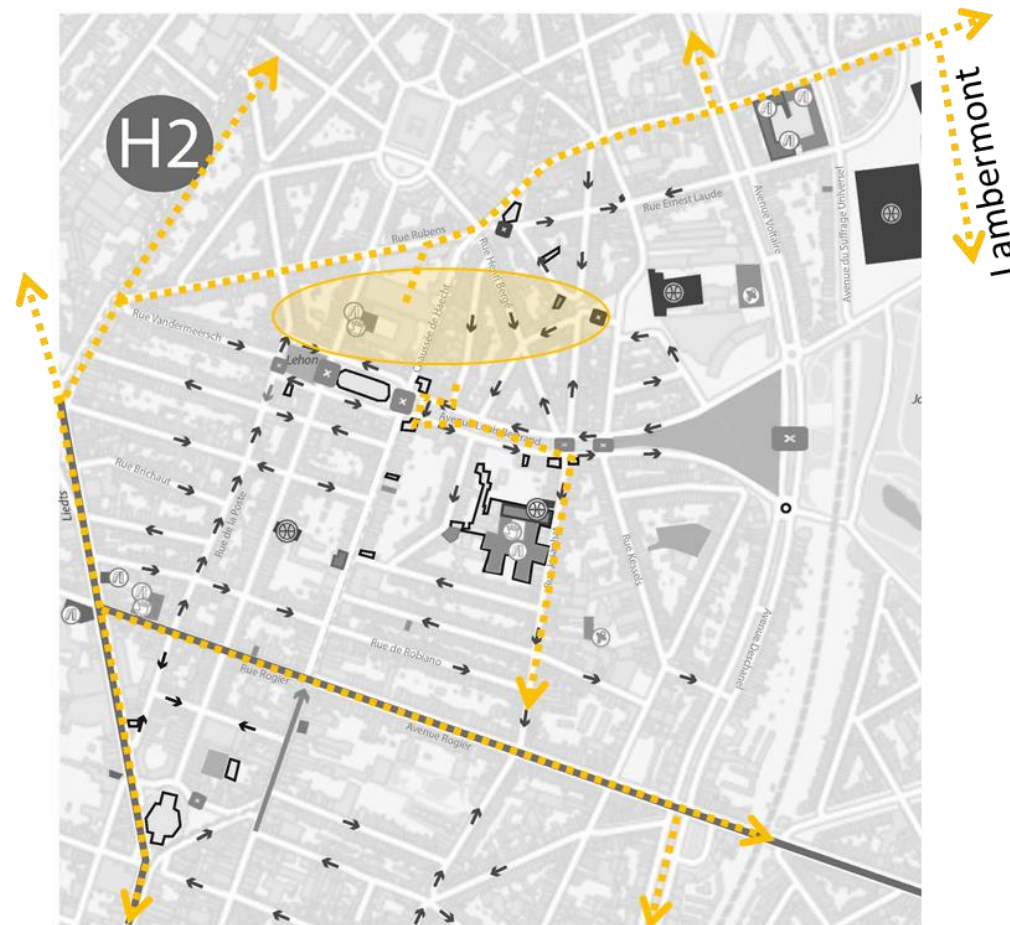 H2
Lambermont
Rue Ernest Laude
Avenue Voltaire
Avenue du Suffrage Universel
Rue Rubens
Rue Henri Bergé
Chaussée de Haecht
Rue Vandermeersch
Lehon
Avenue Louis Bertrand
Rue Brichaut
Liedts
Rue de la Poste
Rue Kessels
Rue de Robiano
Avenue Deschanel
Rue Rogier
Avenue Rogier